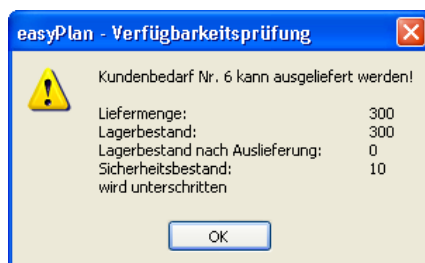 easyPlan - Verfügbarkeitsprüfung
Kundenbedarf Nr. 6 kann ausgeliefert werden!
Liefermenge: 300
Lagerbestand: 300
Lagerbestand nach Auslieferung: 0
Sicherheitsbestand: 10
wird unterschritten
OK